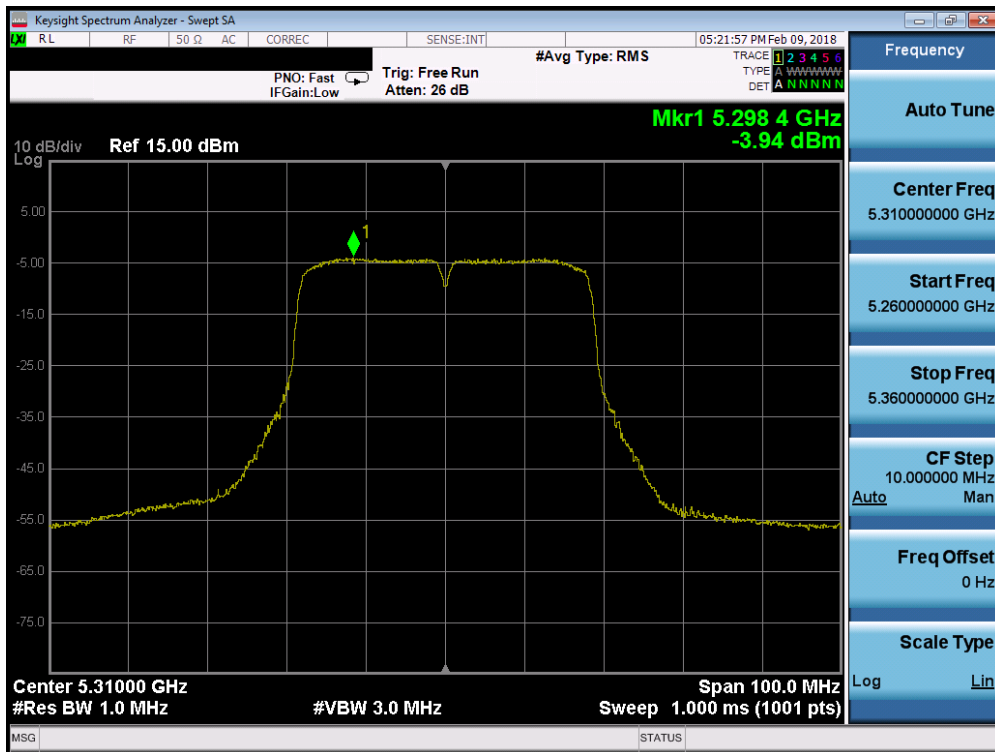 Keysight Spectrum Analyzer - Swept SA
LXI RL RF 50 Ω AC CORREC SENSE:INT 05:21:57 PM Feb 09, 2018
#Avg Type: RMS
TRACE 1 2 3 4 5 6
TYPE A WWWWW
DET A N N N N N
PNO: Fast
IFGain:Low
Trig: Free Run
Atten: 26 dB
Mkr1 5.298 4 GHz
-3.94 dBm
10 dB/div
Log
Ref 15.00 dBm
1
5.00
-5.00
-15.0
-25.0
-35.0
-45.0
-55.0
-65.0
-75.0
Center 5.31000 GHz
Span 100.0 MHz
#Res BW 1.0 MHz
#VBW 3.0 MHz
Sweep 1.000 ms (1001 pts)
MSG
STATUS
Frequency
Auto Tune
Center Freq
5.310000000 GHz
Start Freq
5.260000000 GHz
Stop Freq
5.360000000 GHz
CF Step
10.000000 MHz
Auto Man
Freq Offset
0 Hz
Scale Type
Log Lin